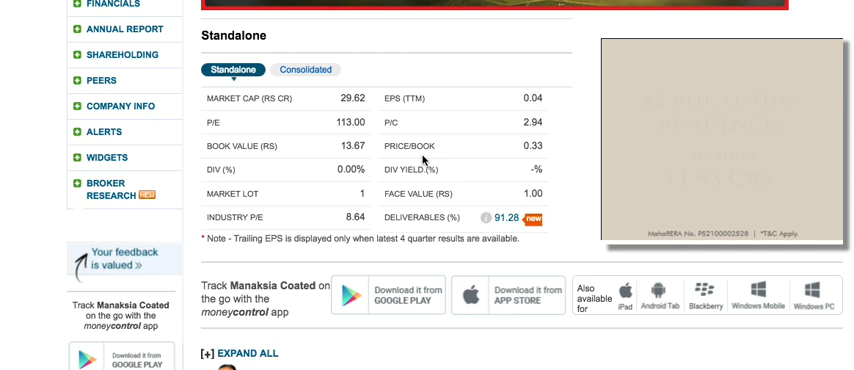 FINANCIALS
ANNUAL REPORT
SHAREHOLDING
PEERS
COMPANY INFO
ALERTS
WIDGETS
BROKER
RESEARCH NEW
Your feedback
is valued »
Track Manaksia Coated
on the go with the
moneycontrol app
Download it from
GOOGLE PLAY
Standalone
Standalone Consolidated
MARKET CAP (RS CR) 29.62 EPS (TTM) 0.04
P/E 113.00 P/C 2.94
BOOK VALUE (RS) 13.67 PRICE/BOOK 0.33
DIV (%) 0.00% DIV YIELD.(%) -%
MARKET LOT 1 FACE VALUE (RS) 1.00
INDUSTRY P/E 8.64 DELIVERABLES (%) i 91.28 new
* Note - Trailing EPS is displayed only when latest 4 quarter results are available.
2.5 BHK LUXURY
RESIDENCES
STARTING
MahaRERA No. P52100002528 | *T&C Apply.
Track Manaksia Coated on
the go with the
moneycontrol app
Download it from
GOOGLE PLAY
Download it from
APP STORE
Also
available
for
iPad Android Tab Blackberry Windows Mobile Windows PC
[+] EXPAND ALL